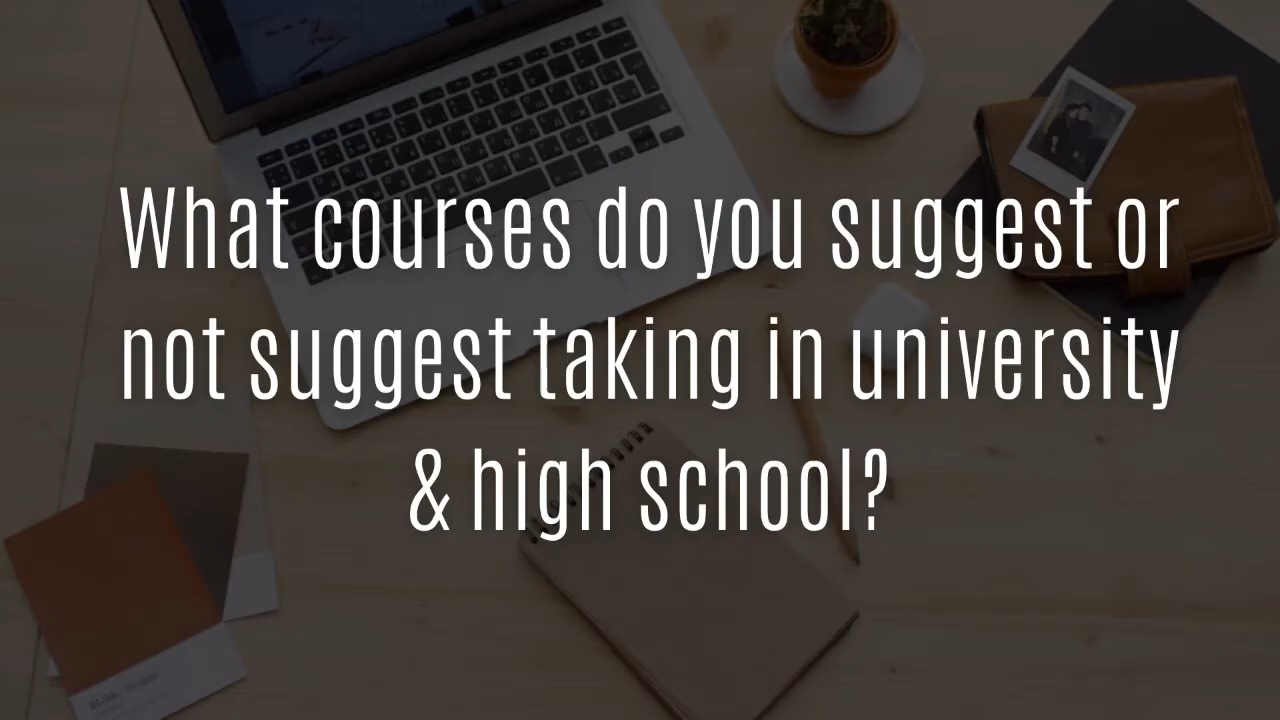 What courses do you suggest or
not suggest taking in university
& high school?